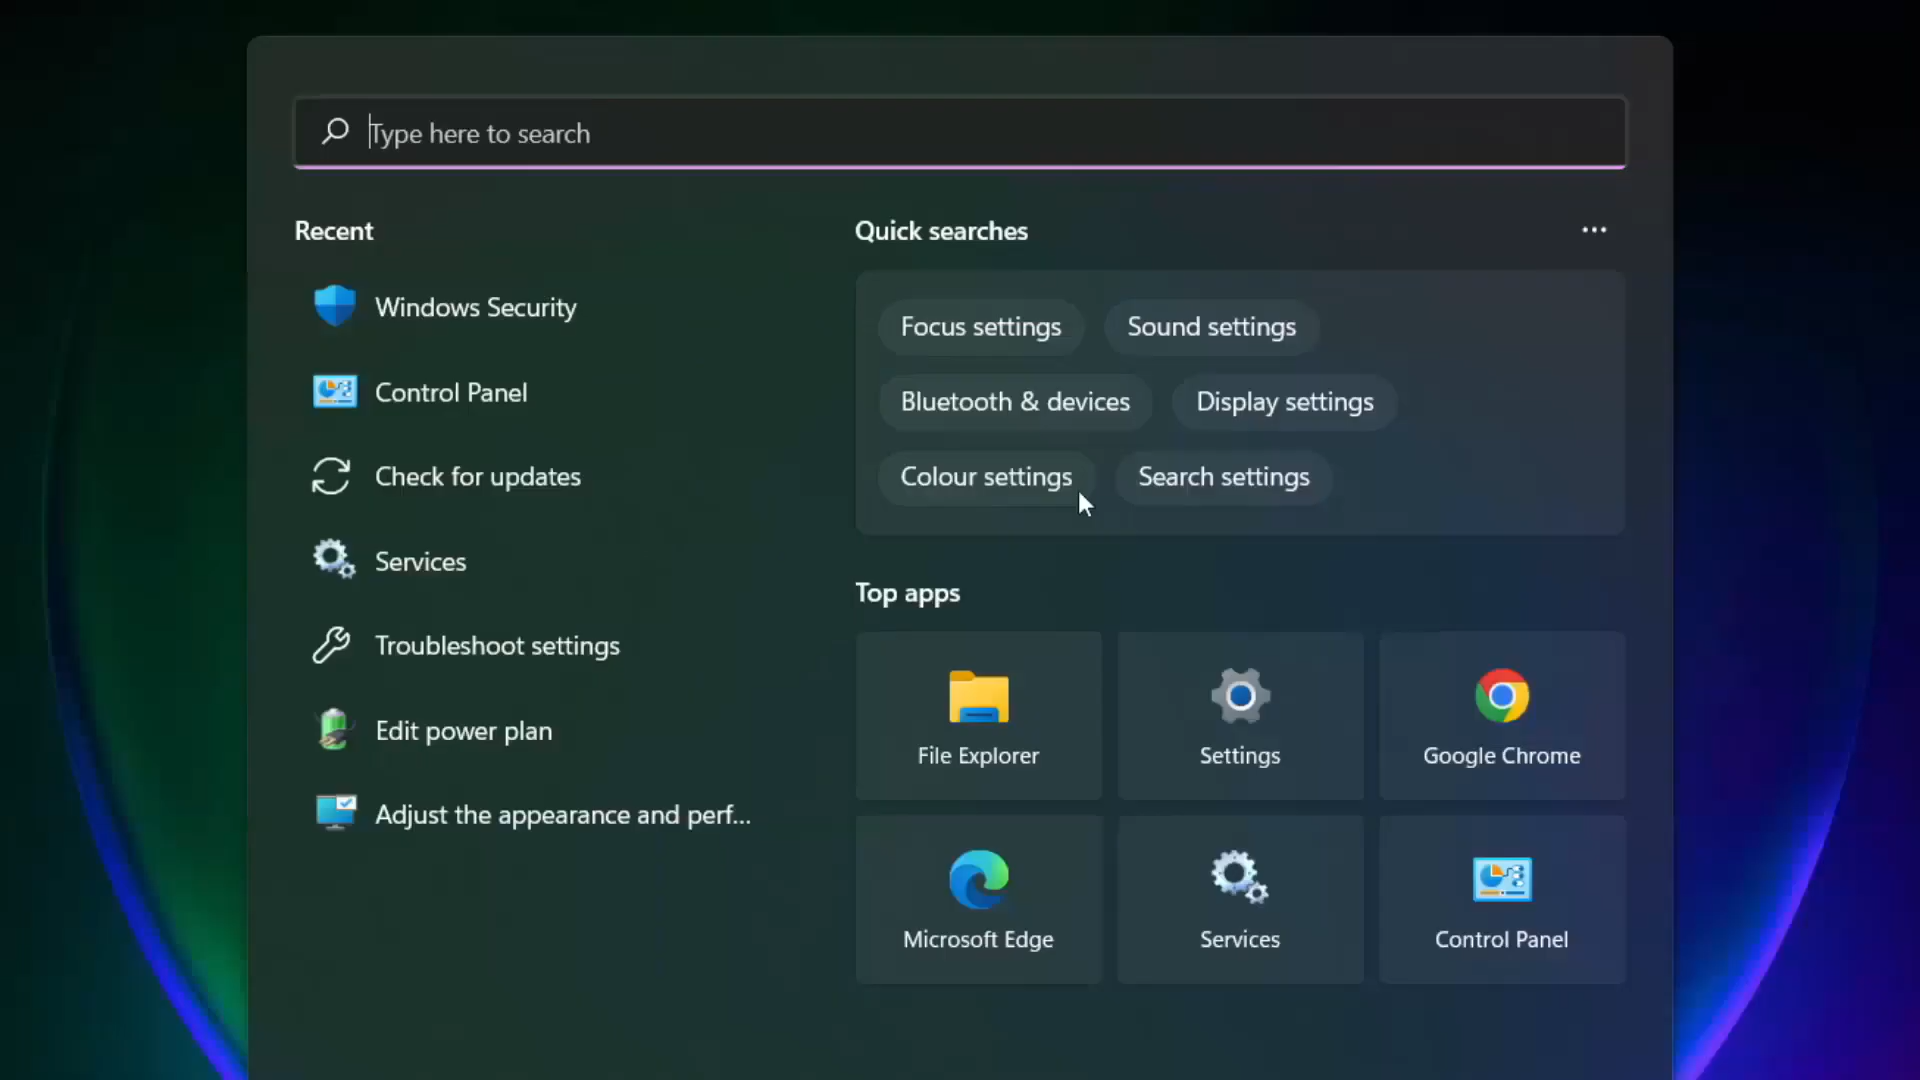 Type here to search
Recent
Windows Security
Control Panel
Check for updates
Services
Troubleshoot settings
Edit power plan
Adjust the appearance and perf...
Quick searches
Focus settings
Sound settings
Bluetooth & devices
Display settings
Colour settings
Search settings
Top apps
File Explorer
Settings
Google Chrome
Microsoft Edge
Services
Control Panel